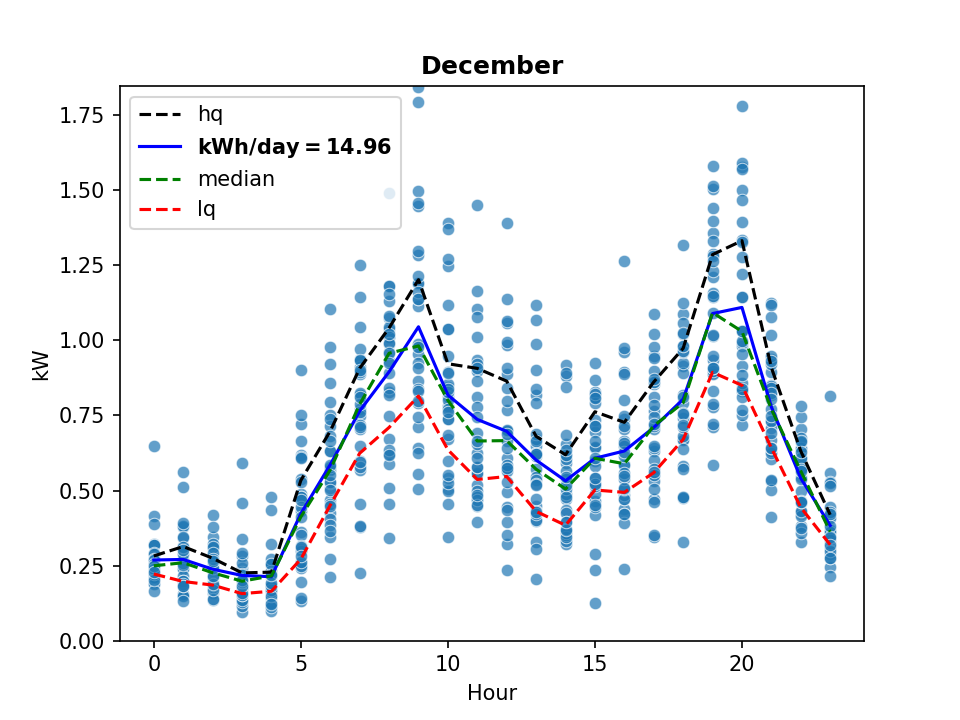 December
hq
kWh/day = 14.96
median
lq
1.75
1.50
1.25
1.00
0.75
0.50
0.25
0.00
kW
0 5 10 15 20
Hour